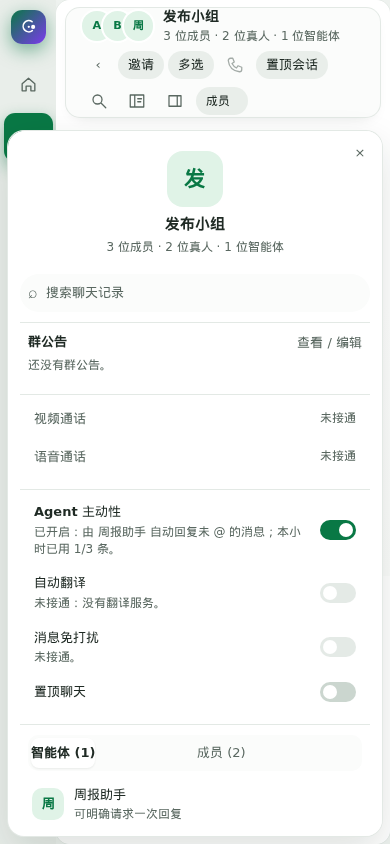 A B 周
发布小组
3 位成员 · 2 位真人 · 1 位智能体
‹ 邀请 多选 置顶会话
成员
×
发
发布小组
3 位成员 · 2 位真人 · 1 位智能体
搜索聊天记录
群公告 查看 / 编辑
还没有群公告。
视频通话 未接通
语音通话 未接通
Agent 主动性
已开启：由 周报助手 自动回复未 @ 的消息；本小
时已用 1/3 条。
自动翻译
未接通：没有翻译服务。
消息免打扰
未接通。
置顶聊天
智能体 (1) 成员 (2)
周 周报助手
可明确请求一次回复